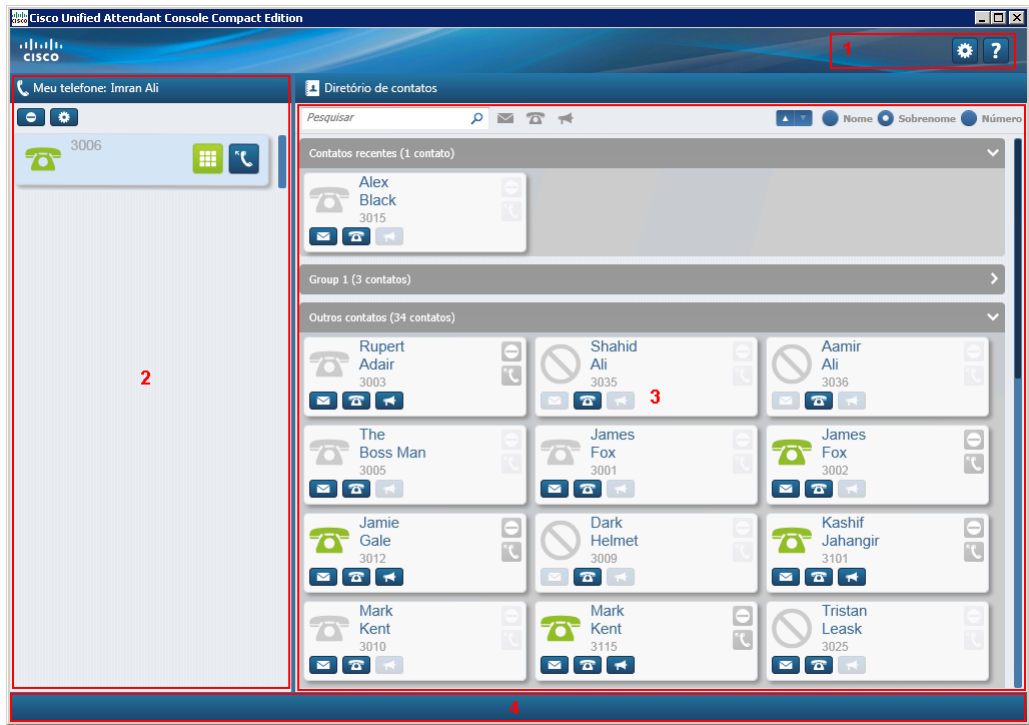 Cisco Unified Attendant Console Compact Edition
CISCO
1
?
Meu telefone: Imran Ali
Diretório de contatos
Pesquisar
Nome
Sobrenome
Número
3006
Contatos recentes (1 contato)
Alex
Black
3015
Group 1 (3 contatos)
Outros contatos (34 contatos)
Rupert
Adair
3003
Shahid
Ali
3035
Aamir
Ali
3036
2
3
The
Boss Man
3005
James
Fox
3001
James
Fox
3002
Jamie
Gale
3012
Dark
Helmet
3009
Kashif
Jahangir
3101
Mark
Kent
3010
Mark
Kent
3115
Tristan
Leask
3025
4